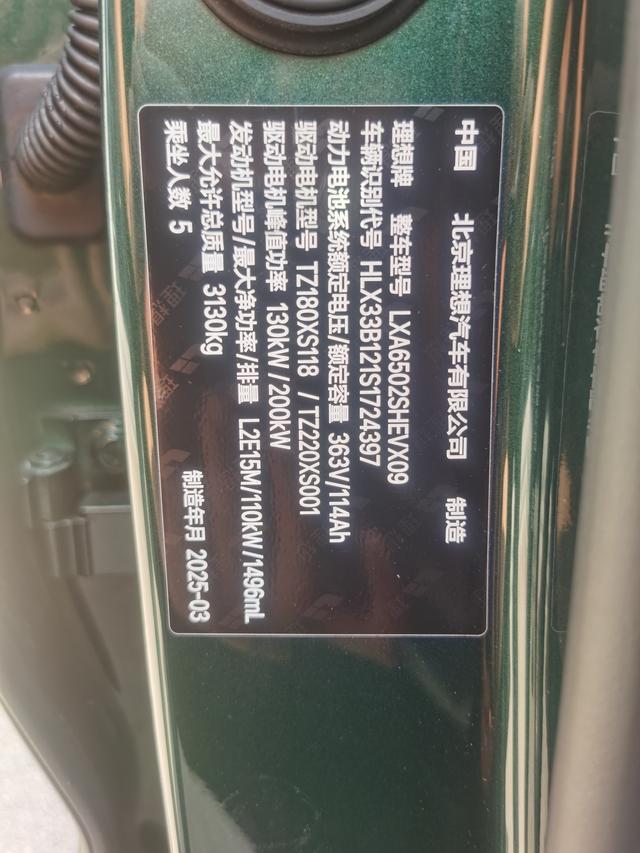 中国 北京理想汽车有限公司 制造
理想牌 整车型号 LXA6502SHEVX09
车辆识别代号 HLX33B121S1724397
动力电池系统额定电压/额定容量 363V/114Ah
驱动电机型号 TZ180XS118 / TZ220XS001
驱动电机峰值功率 130kW/200kW
发动机型号/最大净功率/排量 L2E15M/110kW/1496mL
最大允许总质量 3130kg
乘坐人数 5 制造年月 2025-03